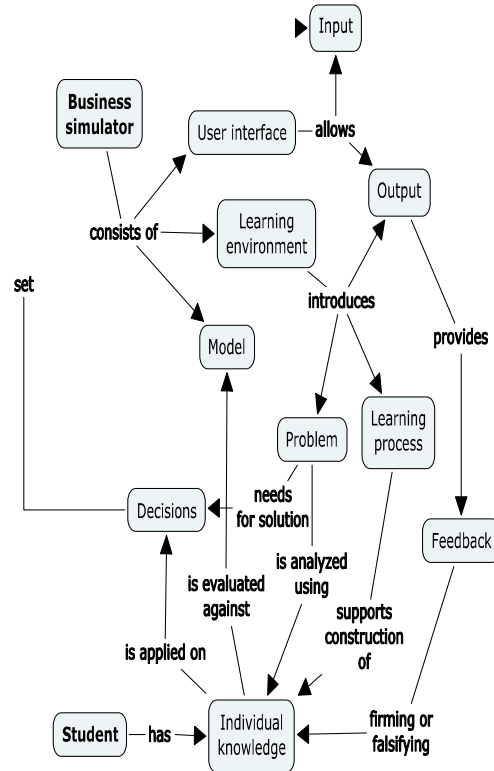 Input
Business
simulator
User interface
allows
Output
consists of
Learning
environment
set
introduces
provides
Model
Problem
Learning
process
needs
for solution
Decisions
Feedback
is analyzed
using
is evaluated
against
supports
construction
of
is applied on
Student
has
Individual
knowledge
firming or
falsifying